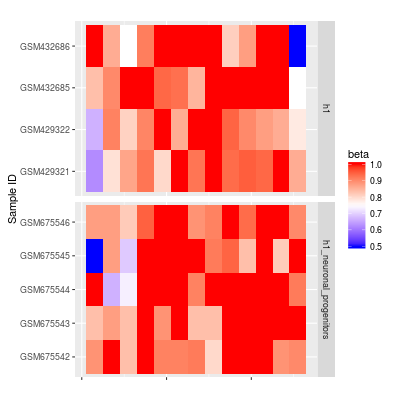 GSM432686
GSM432685
GSM429322
GSM429321
h1
GSM675546
GSM675545
GSM675544
GSM675543
GSM675542
h1_neuronal_progenitors
Sample ID
beta
1.0
0.9
0.8
0.7
0.6
0.5